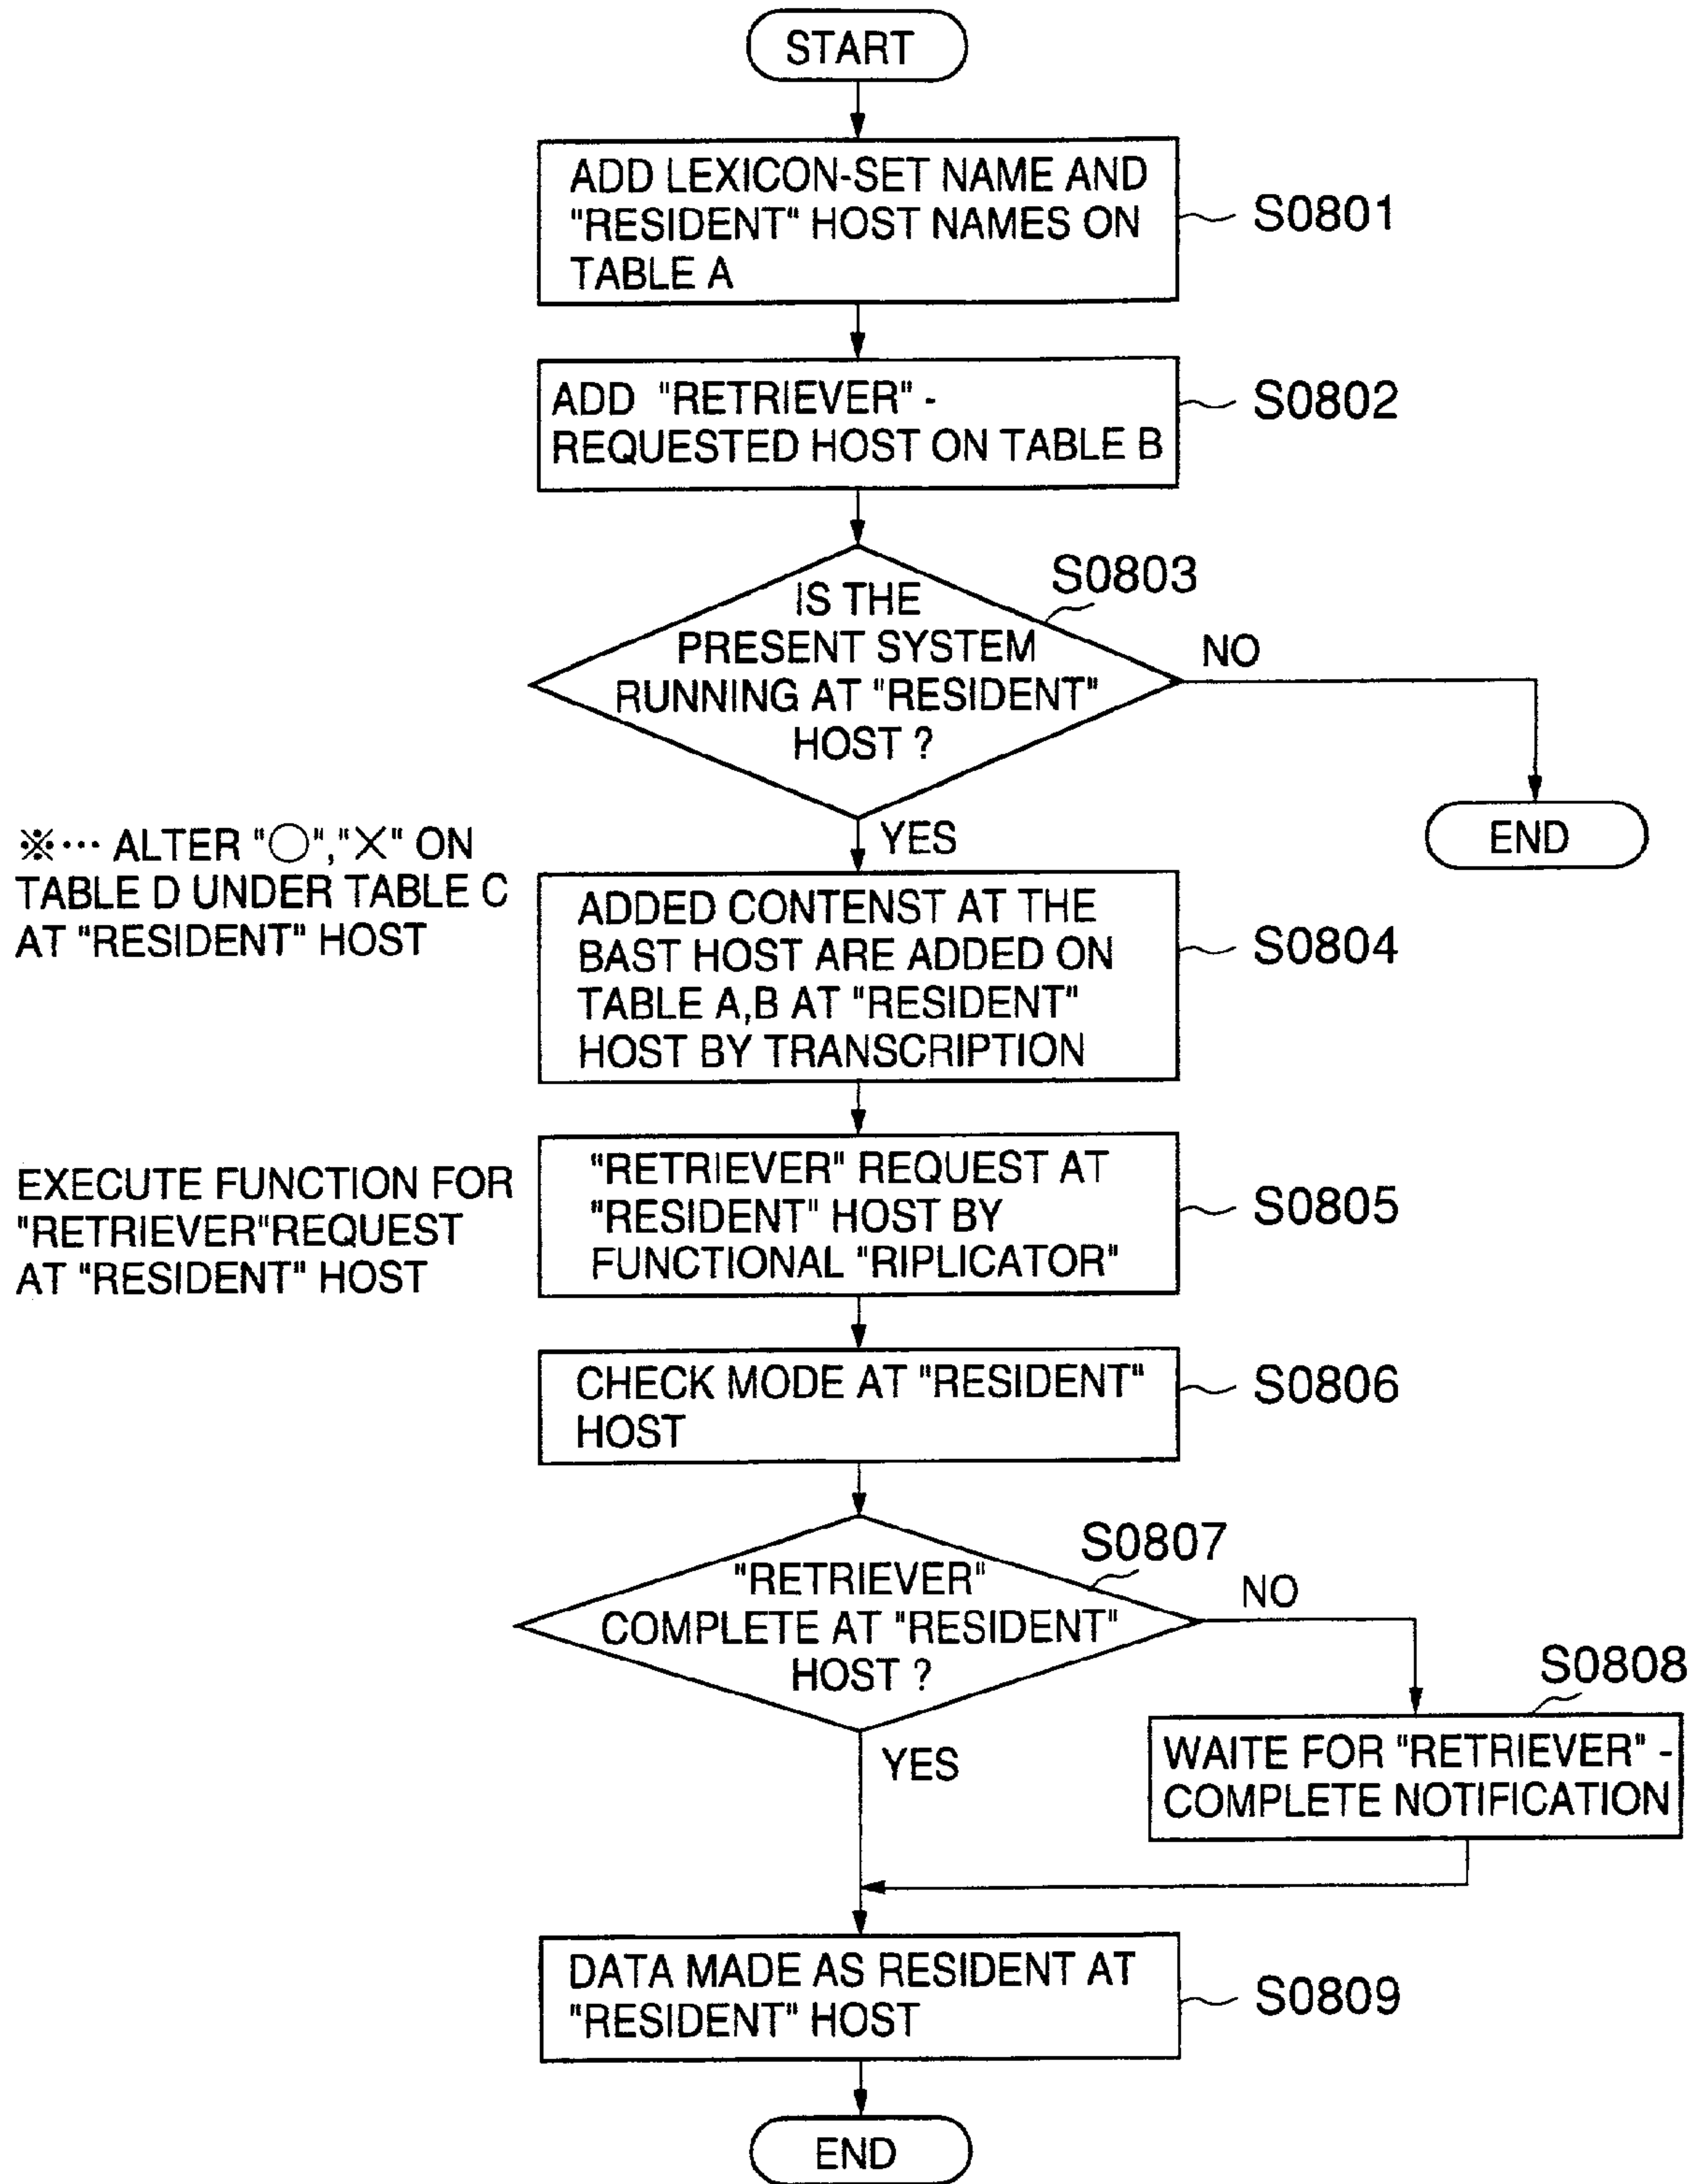 START
ADD LEXICON-SET NAME AND
"RESIDENT" HOST NAMES ON
TABLE A
S0801
ADD "RETRIEVER" -
REQUESTED HOST ON TABLE B
S0802
IS THE
PRESENT SYSTEM
RUNNING AT "RESIDENT"
HOST ?
S0803
NO
END
YES
※··· ALTER "○","×" ON
TABLE D UNDER TABLE C
AT "RESIDENT" HOST
ADDED CONTENST AT THE
BAST HOST ARE ADDED ON
TABLE A,B AT "RESIDENT"
HOST BY TRANSCRIPTION
S0804
EXECUTE FUNCTION FOR
"RETRIEVER"REQUEST
AT "RESIDENT" HOST
"RETRIEVER" REQUEST AT
"RESIDENT" HOST BY
FUNCTIONAL "RIPLICATOR"
S0805
CHECK MODE AT "RESIDENT"
HOST
S0806
"RETRIEVER"
COMPLETE AT "RESIDENT"
HOST ?
S0807
NO
S0808
WAITE FOR "RETRIEVER" -
COMPLETE NOTIFICATION
YES
DATA MADE AS RESIDENT AT
"RESIDENT" HOST
S0809
END